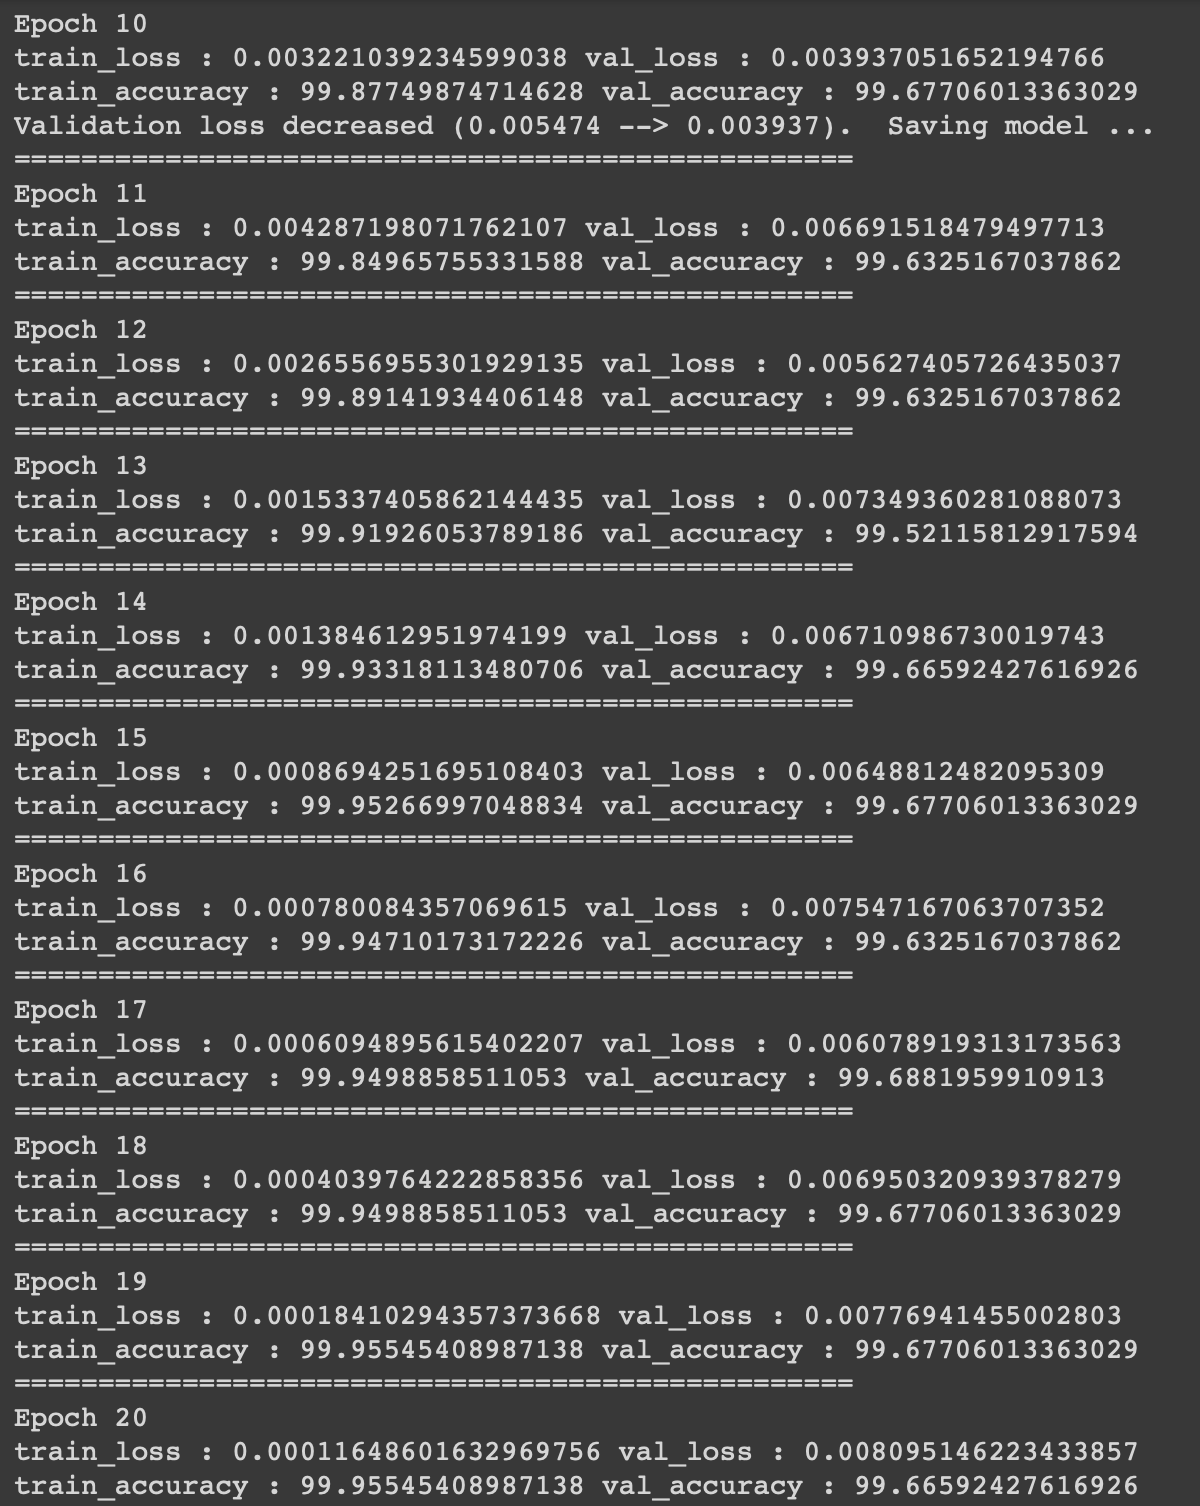 Epoch 10
train_loss : 0.003221039234599038 val_loss : 0.003937051652194766
train_accuracy : 99.87749874714628 val_accuracy : 99.67706013363029
Validation loss decreased (0.005474 --> 0.003937).  Saving model ...
==================================================
Epoch 11
train_loss : 0.004287198071762107 val_loss : 0.006691518479497713
train_accuracy : 99.84965755331588 val_accuracy : 99.6325167037862
==================================================
Epoch 12
train_loss : 0.0026556955301929135 val_loss : 0.005627405726435037
train_accuracy : 99.89141934406148 val_accuracy : 99.6325167037862
==================================================
Epoch 13
train_loss : 0.0015337405862144435 val_loss : 0.007349360281088073
train_accuracy : 99.91926053789186 val_accuracy : 99.52115812917594
==================================================
Epoch 14
train_loss : 0.001384612951974199 val_loss : 0.006710986730019743
train_accuracy : 99.93318113480706 val_accuracy : 99.66592427616926
==================================================
Epoch 15
train_loss : 0.0008694251695108403 val_loss : 0.00648812482095309
train_accuracy : 99.95266997048834 val_accuracy : 99.67706013363029
==================================================
Epoch 16
train_loss : 0.000780084357069615 val_loss : 0.007547167063707352
train_accuracy : 99.94710173172226 val_accuracy : 99.6325167037862
==================================================
Epoch 17
train_loss : 0.0006094895615402207 val_loss : 0.006078919313173563
train_accuracy : 99.9498858511053 val_accuracy : 99.6881959910913
==================================================
Epoch 18
train_loss : 0.0004039764222858356 val_loss : 0.006950320939378279
train_accuracy : 99.9498858511053 val_accuracy : 99.67706013363029
==================================================
Epoch 19
train_loss : 0.00018410294357373668 val_loss : 0.00776941455002803
train_accuracy : 99.95545408987138 val_accuracy : 99.67706013363029
==================================================
Epoch 20
train_loss : 0.00011648601632969756 val_loss : 0.008095146223433857
train_accuracy : 99.95545408987138 val_accuracy : 99.66592427616926